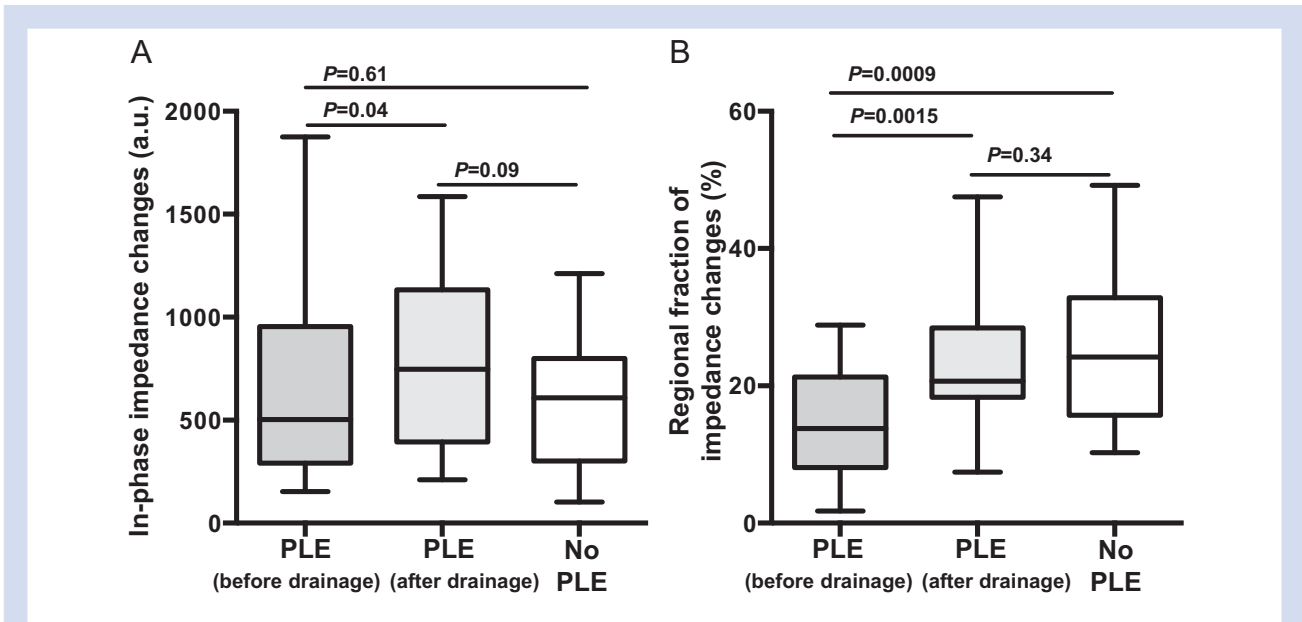 A
In-phase impedance changes (a.u.)
2000
1500
1000
500
0
P=0.61
P=0.04
P=0.09
PLE
(before drainage)
PLE
(after drainage)
No
PLE
B
Regional fraction of
impedance changes (%)
60
40
20
0
P=0.0009
P=0.0015
P=0.34
PLE
(before drainage)
PLE
(after drainage)
No
PLE